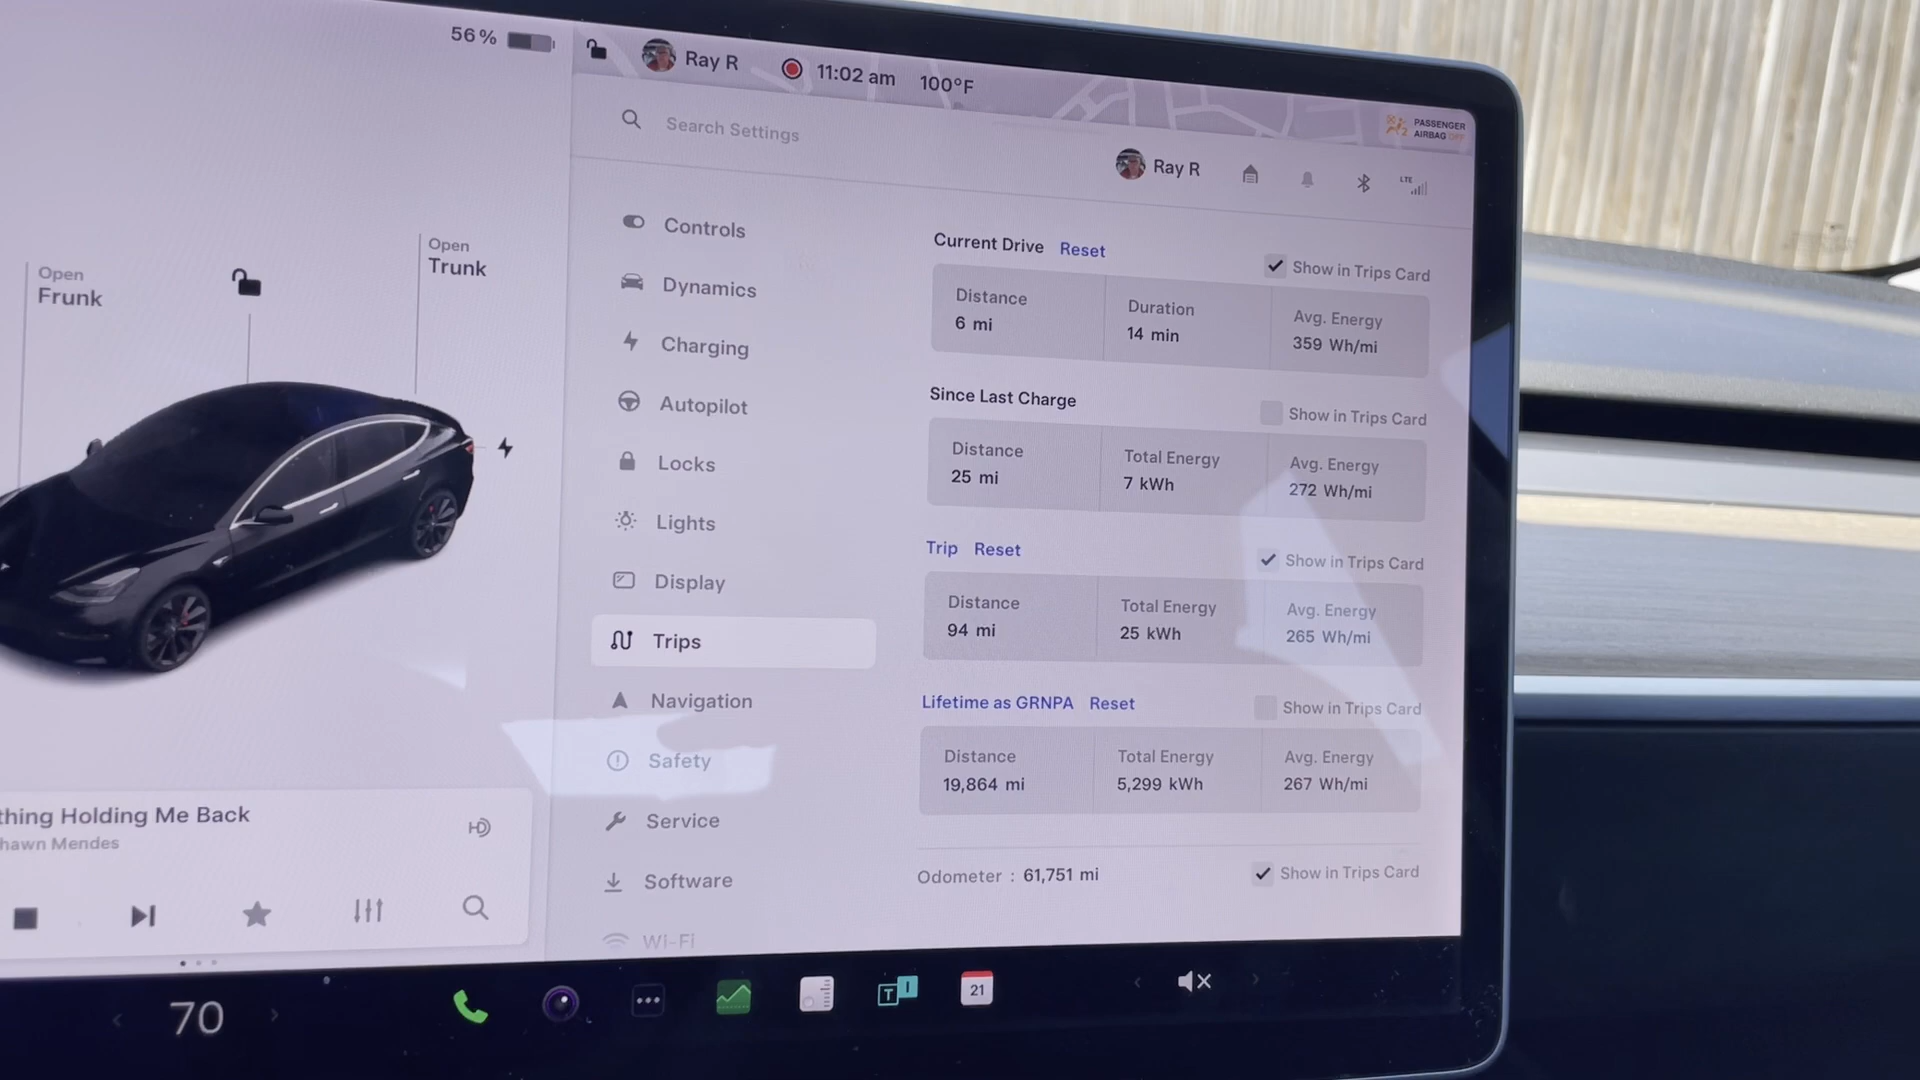 56%
Ray R
11:02 am
100°F
PASSENGER
AIRBAG OFF
Search Settings
Ray R
LTE
Open
Frunk
Open
Trunk
thing Holding Me Back
hawn Mendes
Controls
Dynamics
Charging
Autopilot
Locks
Lights
Display
Trips
Navigation
Safety
Service
Software
Wi-Fi
Current Drive Reset
Show in Trips Card
Distance
6 mi
Duration
14 min
Avg. Energy
359 Wh/mi
Since Last Charge
Show in Trips Card
Distance
25 mi
Total Energy
7 kWh
Avg. Energy
272 Wh/mi
Trip Reset
Show in Trips Card
Distance
94 mi
Total Energy
25 kWh
Avg. Energy
265 Wh/mi
Lifetime as GRNPA Reset
Show in Trips Card
Distance
19,864 mi
Total Energy
5,299 kWh
Avg. Energy
267 Wh/mi
Odometer : 61,751 mi
Show in Trips Card
70
T I
21